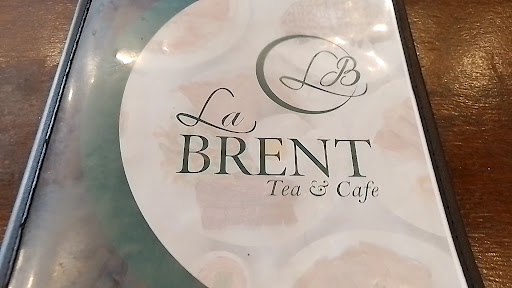 LB
La
BRENT
Tea & Cafe